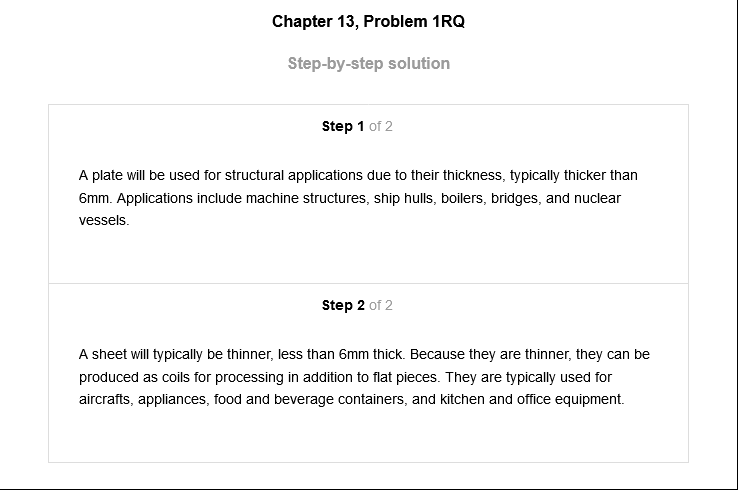 Chapter 13, Problem 1RQ
Step-by-step solution
Step 1 of 2
A plate will be used for structural applications due to their thickness, typically thicker than
6mm. Applications include machine structures, ship hulls, boilers, bridges, and nuclear
vessels.
Step 2 of 2
A sheet will typically be thinner, less than 6mm thick. Because they are thinner, they can be
produced as coils for processing in addition to flat pieces. They are typically used for
aircrafts, appliances, food and beverage containers, and kitchen and office equipment.